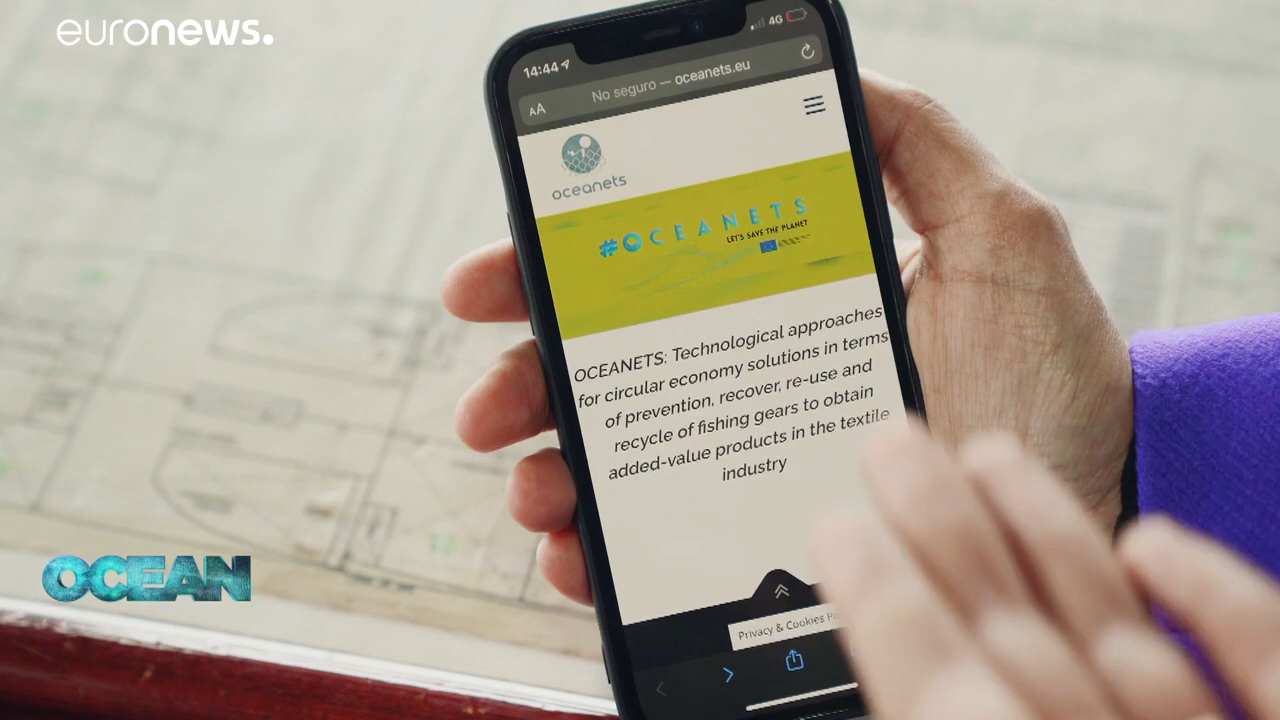 euronews.
14:44
4G
AA
No seguro — oceanets.eu
oceanets
#OCEANETS
LET'S SAVE THE PLANET
OCEANETS: Technological approaches
for circular economy solutions in terms
of prevention, recover, re-use and
recycle of fishing gears to obtain
added-value products in the textile
industry
Privacy & Cookies
OCEAN